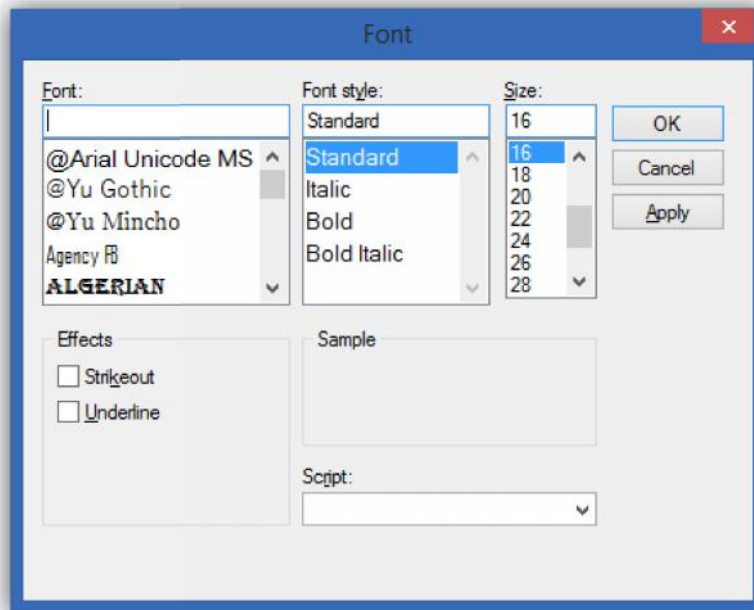 Font
Font:
Font style:
Size:
Standard
16
OK
Cancel
Apply
@Arial Unicode MS
@Yu Gothic
@Yu Mincho
Agency FB
ALGERIAN
Standard
Italic
Bold
Bold Italic
16
18
20
22
24
26
28
Effects
Strikeout
Underline
Sample
Script: